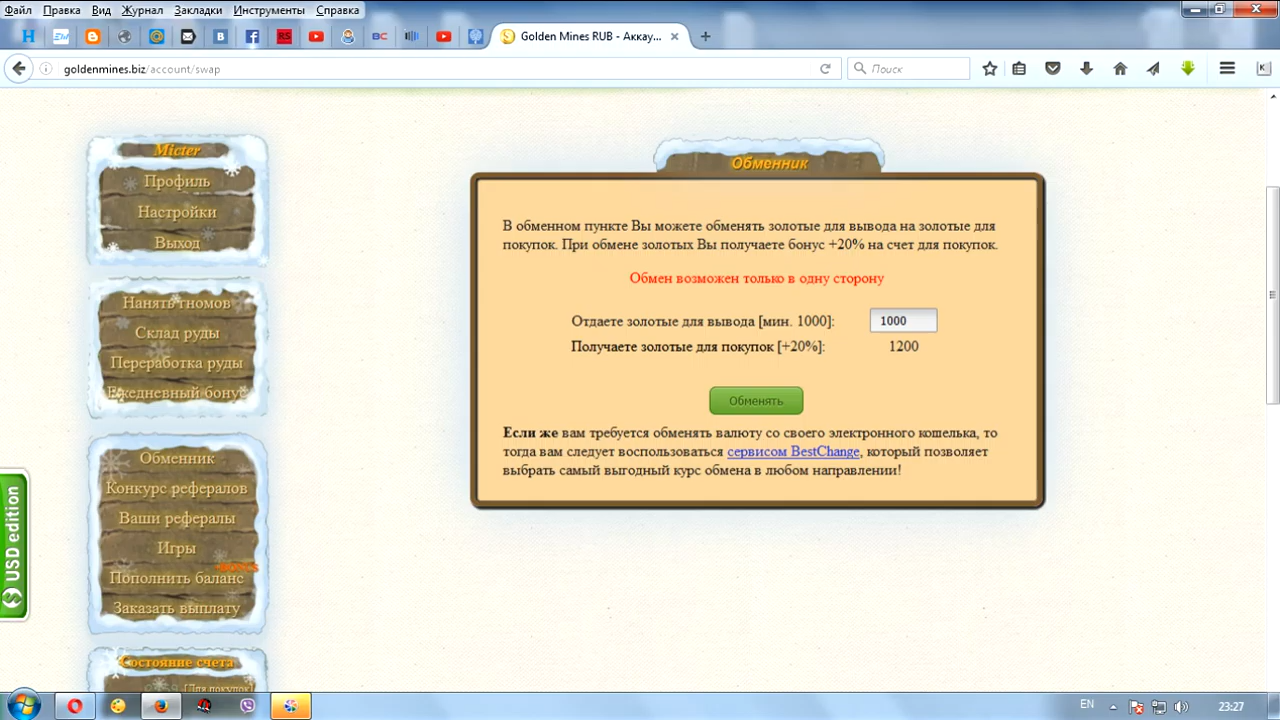 Файл Правка Вид Журнал Закладки Инструменты Справка
Golden Mines RUB - Аккау...
goldenmines.biz/account/swap
Поиск
Micter
Профиль
Настройки
Выход
Нанять гномов
Склад руды
Переработка руды
Ежедневный бонус
Обменник
Конкурс рефералов
Ваши рефералы
Игры
Пополнить баланс
Заказать выплату
Состояние счета
[Для покупок]
USD edition
Обменник
В обменном пункте Вы можете обменять золотые для вывода на золотые для
покупок. При обмене золотых Вы получаете бонус +20% на счет для покупок.
Обмен возможен только в одну сторону
Отдаете золотые для вывода [мин. 1000]: 1000
Получаете золотые для покупок [+20%]: 1200
Обменять
Если же вам требуется обменять валюту со своего электронного кошелька, то
тогда вам следует воспользоваться сервисом BestChange, который позволяет
выбрать самый выгодный курс обмена в любом направлении!
EN
23:27